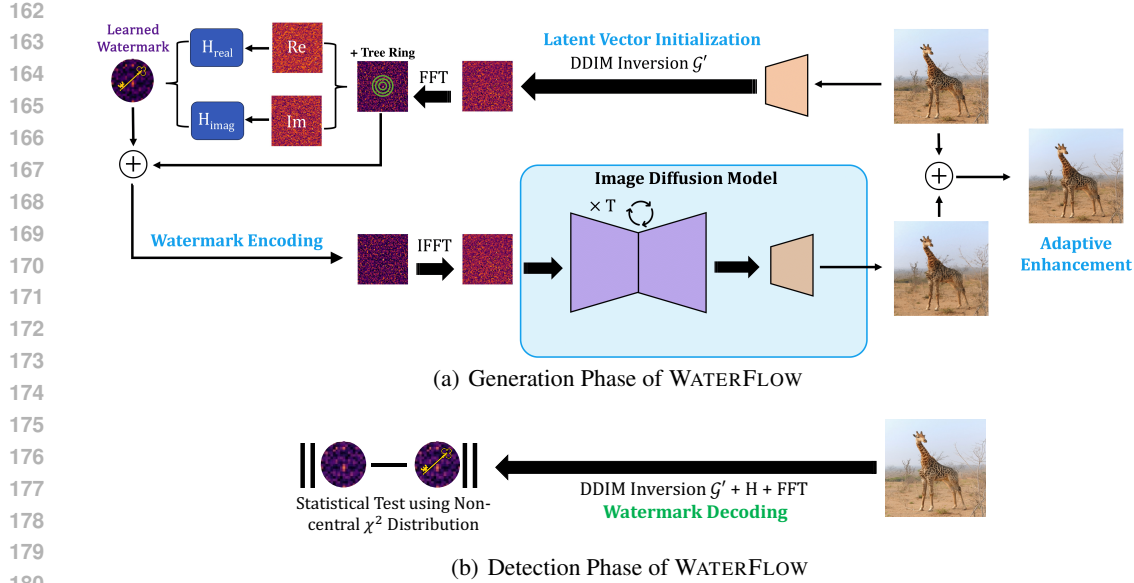 162
163
164
165
166
167
168
169
170
171
172
173
174
175
176
177
178
179
180
Learned
Watermark
H_real
Re
H_imag
Im
+ Tree Ring
FFT
Latent Vector Initialization
DDIM Inversion 𝒢′
Watermark Encoding
IFFT
Image Diffusion Model
× T
Adaptive
Enhancement
(a) Generation Phase of WATERFLOW
Statistical Test using Non-
central χ² Distribution
DDIM Inversion 𝒢′ + H + FFT
Watermark Decoding
(b) Detection Phase of WATERFLOW